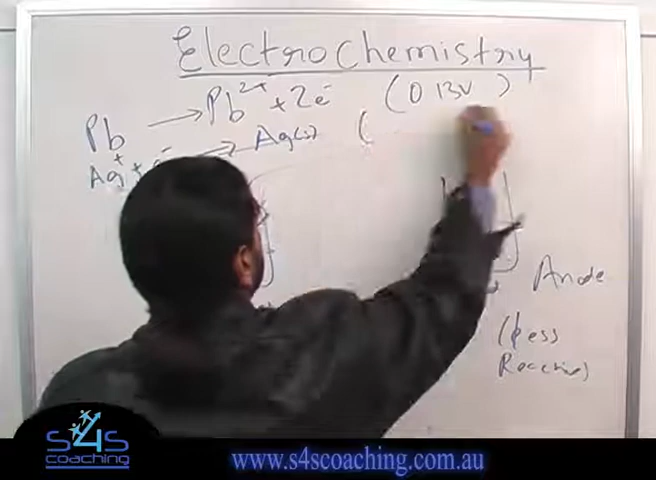 Electrochemistry
Pb → Pb²⁺ + 2e⁻ (0.13V)
Ag⁺ + e⁻ → Ag(s) (
Anode
(Less
Reactive)
S4S
coaching
www.s4scoaching.com.au